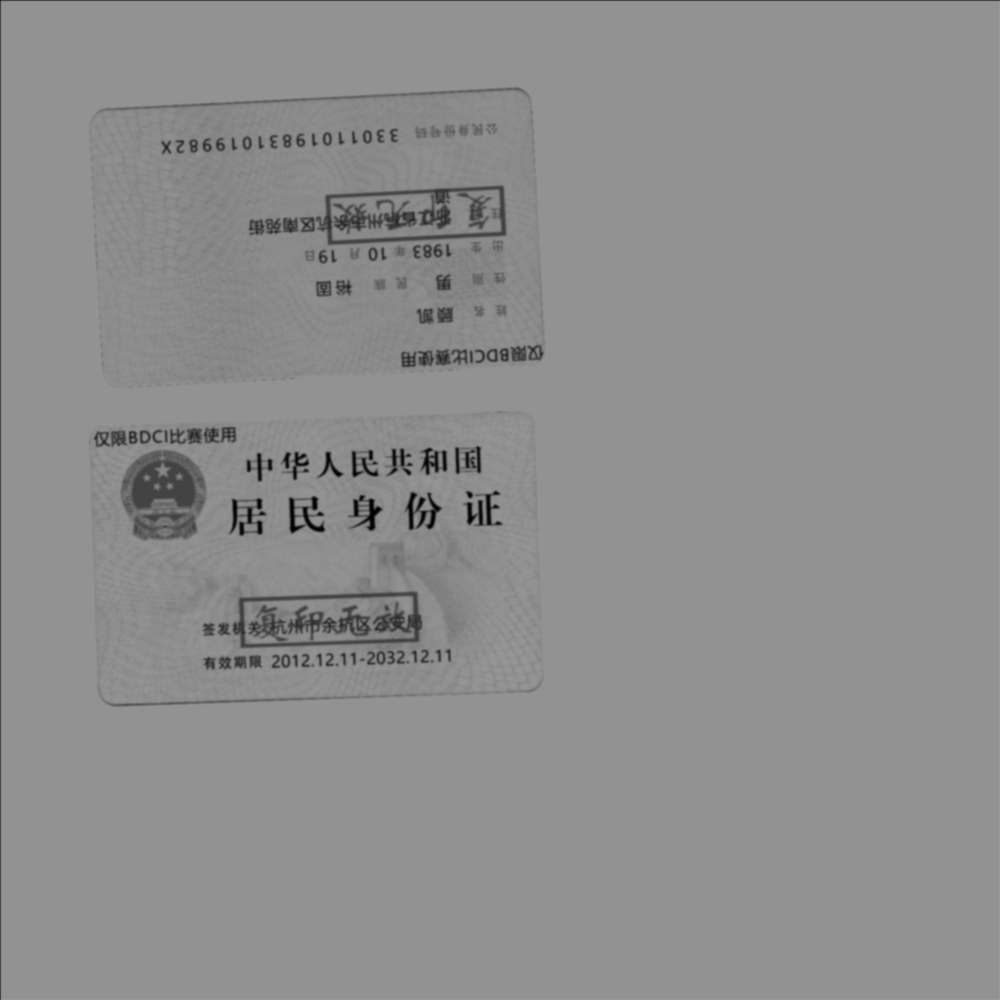 仅限BDCI比赛使用
姓名 顾凯
性别 男 民族 裕固
出生 1983 年 10 月 19 日
住址 浙江省杭州市余杭区南苑街
道
复印无效
公民身份号码 33011019831019982X
仅限BDCI比赛使用
中华人民共和国
居民身份证
签发机关 杭州市余杭区公安局
复印无效
有效期限 2012.12.11-2032.12.11